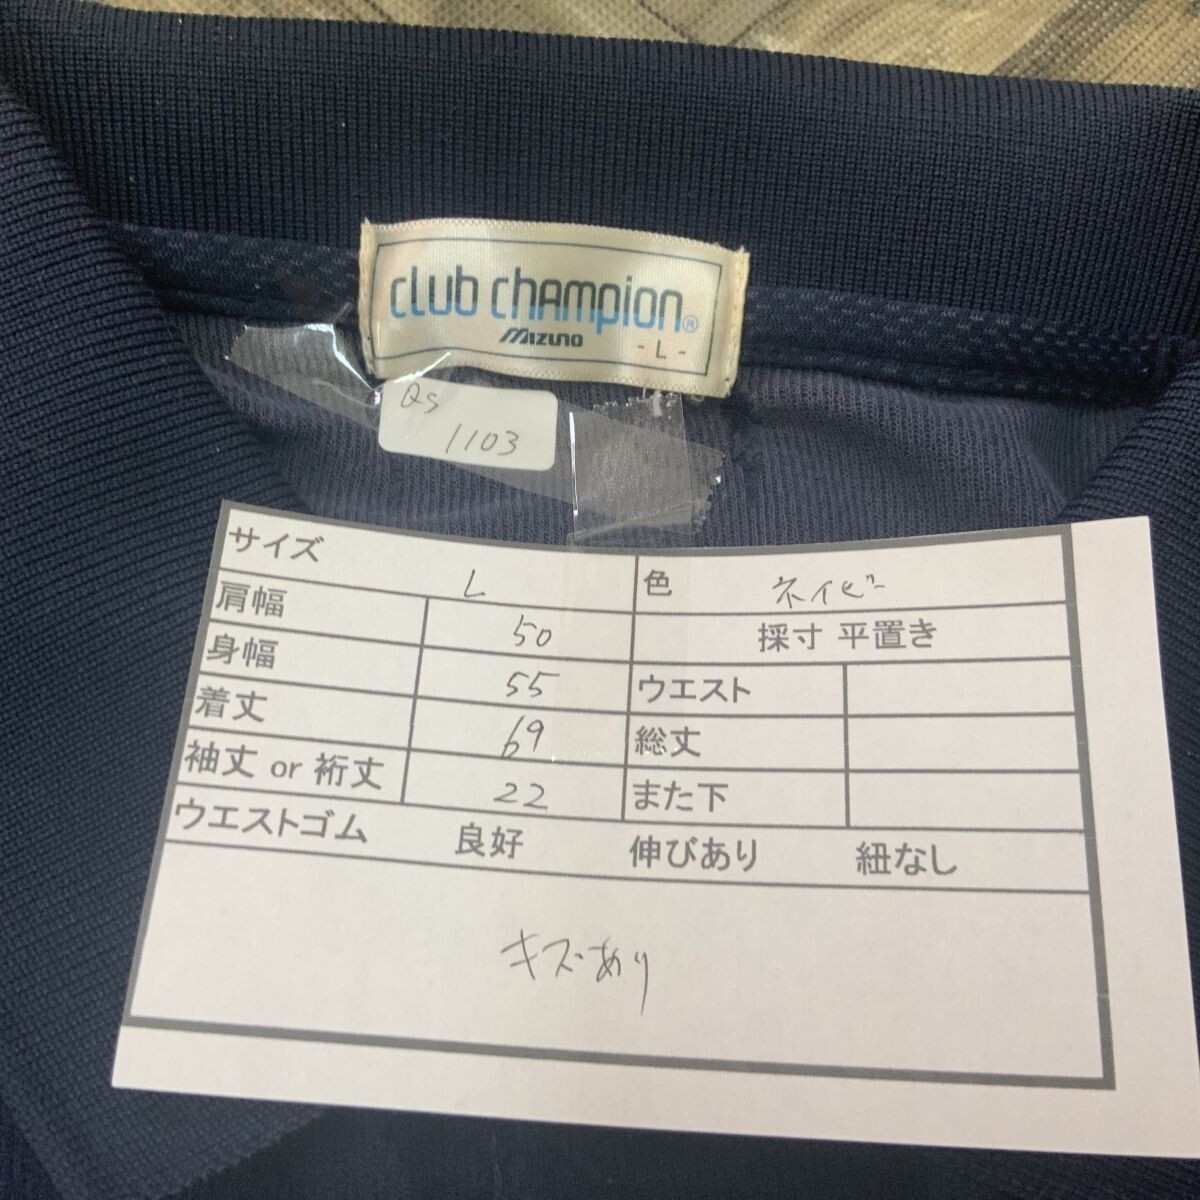 club champion®
Mizuno
- L -
QS
1103
サイズ L 色 ネイビー
肩幅 50 採寸 平置き
身幅 55 ウエスト
着丈 69 総丈
袖丈 or 裄丈 22 また下
ウエストゴム 良好 伸びあり 紐なし
キズあり